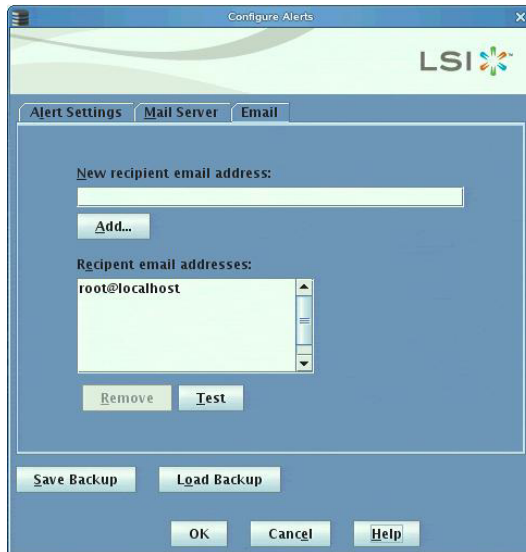 Configure Alerts
LSI
Alert Settings Mail Server Email
New recipient email address:
Add...
Recipent email addresses:
root@localhost
Remove Test
Save Backup Load Backup
OK Cancel Help